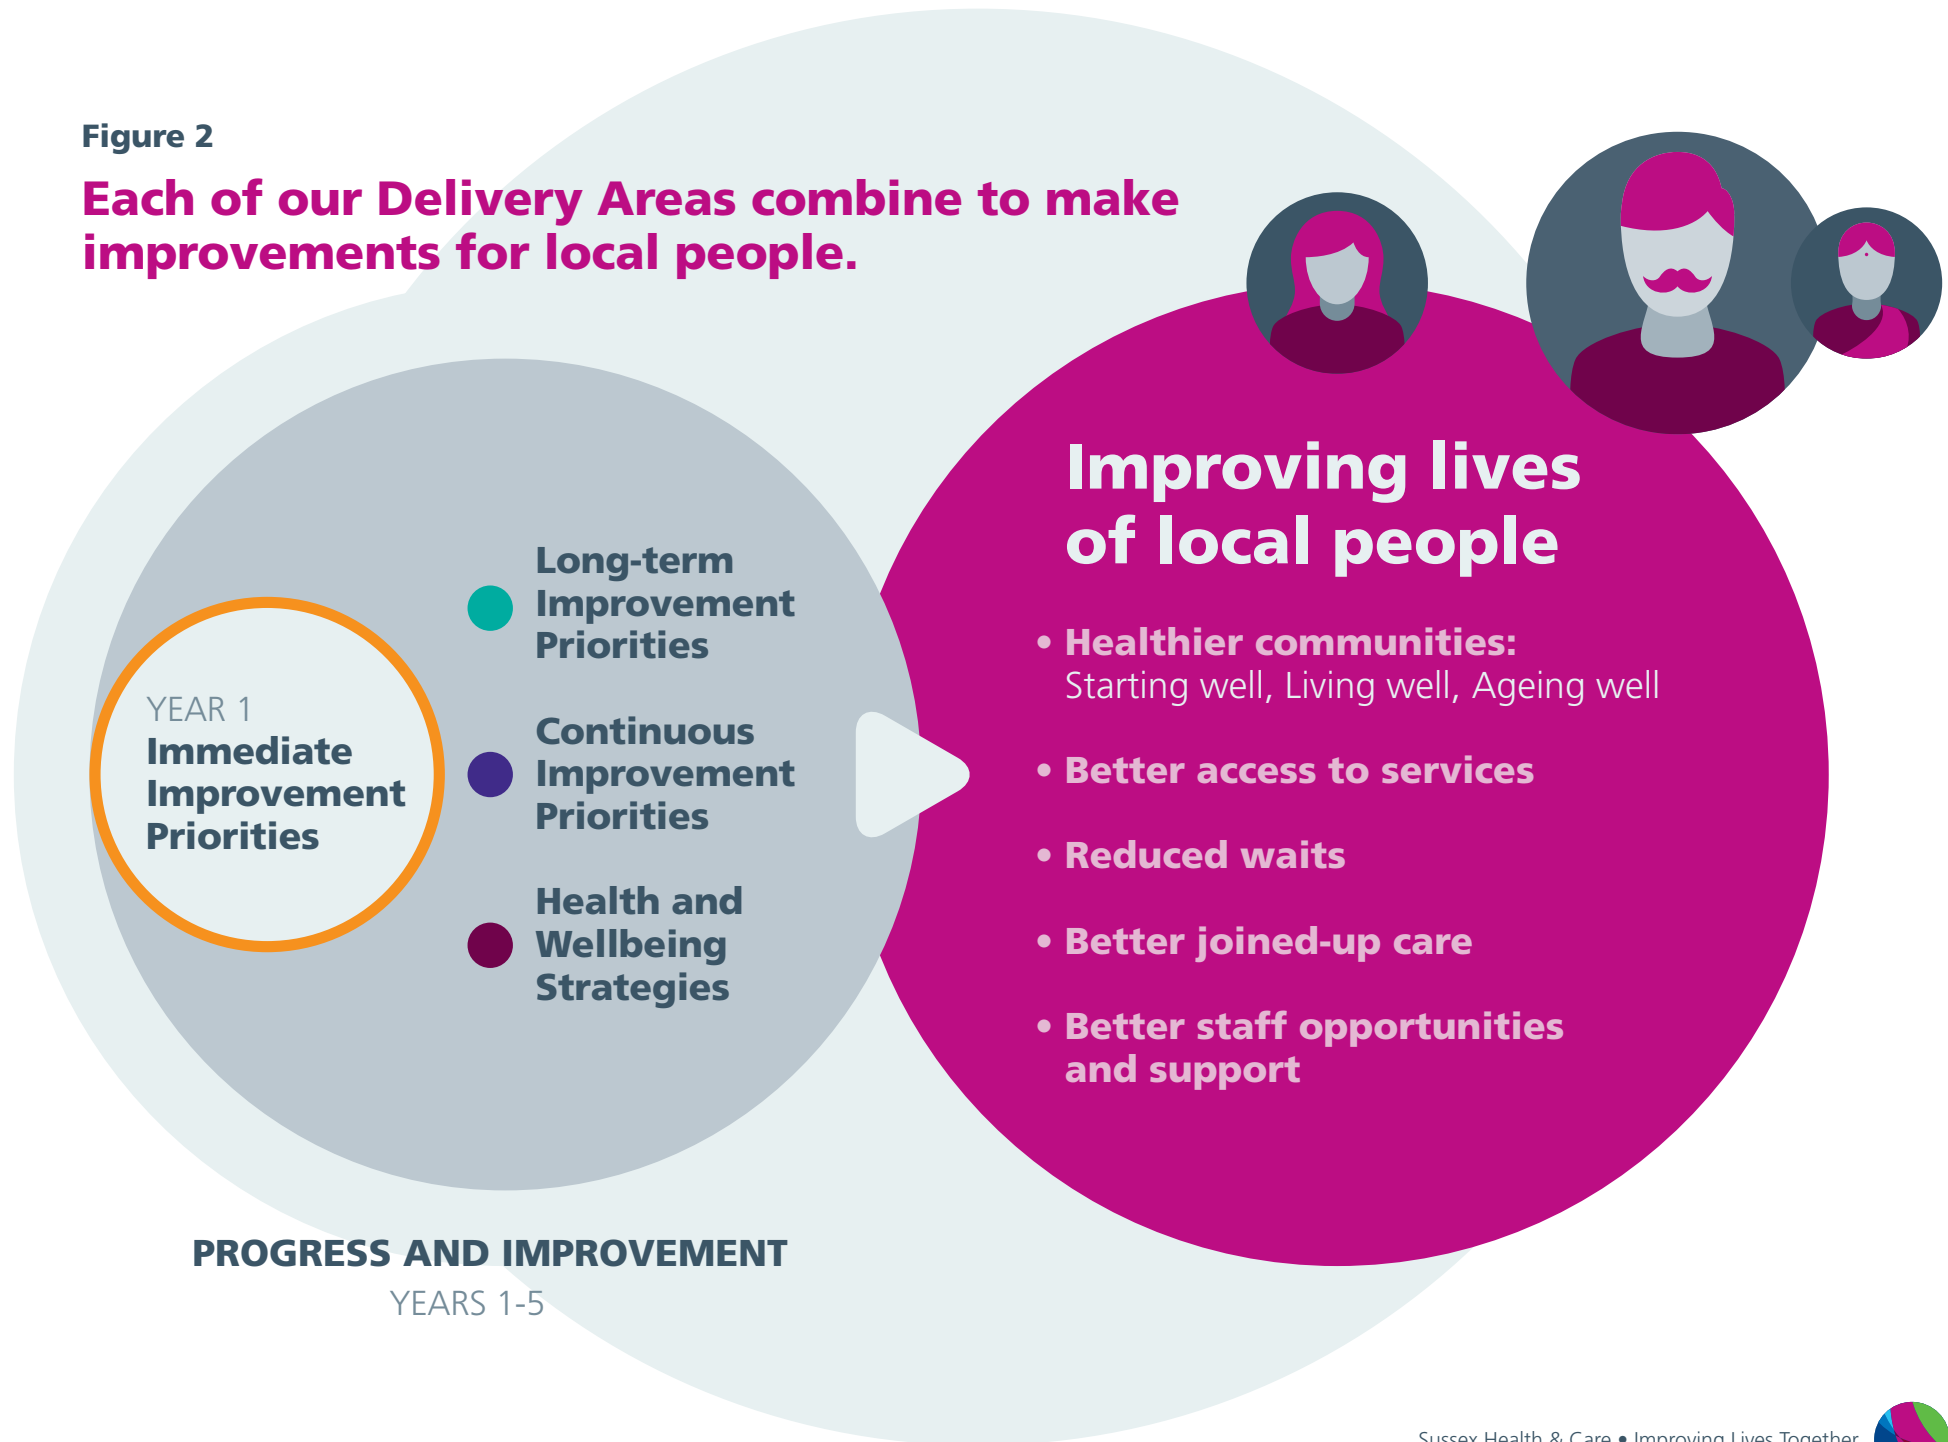 Figure 2
Each of our Delivery Areas combine to make
improvements for local people.
YEAR 1
Immediate
Improvement
Priorities
Long-term
Improvement
Priorities
Continuous
Improvement
Priorities
Health and
Wellbeing
Strategies
PROGRESS AND IMPROVEMENT
YEARS 1-5
Improving lives
of local people
• Healthier communities:
Starting well, Living well, Ageing well
• Better access to services
• Reduced waits
• Better joined-up care
• Better staff opportunities
and support
Sussex Health & Care • Improving Lives Together